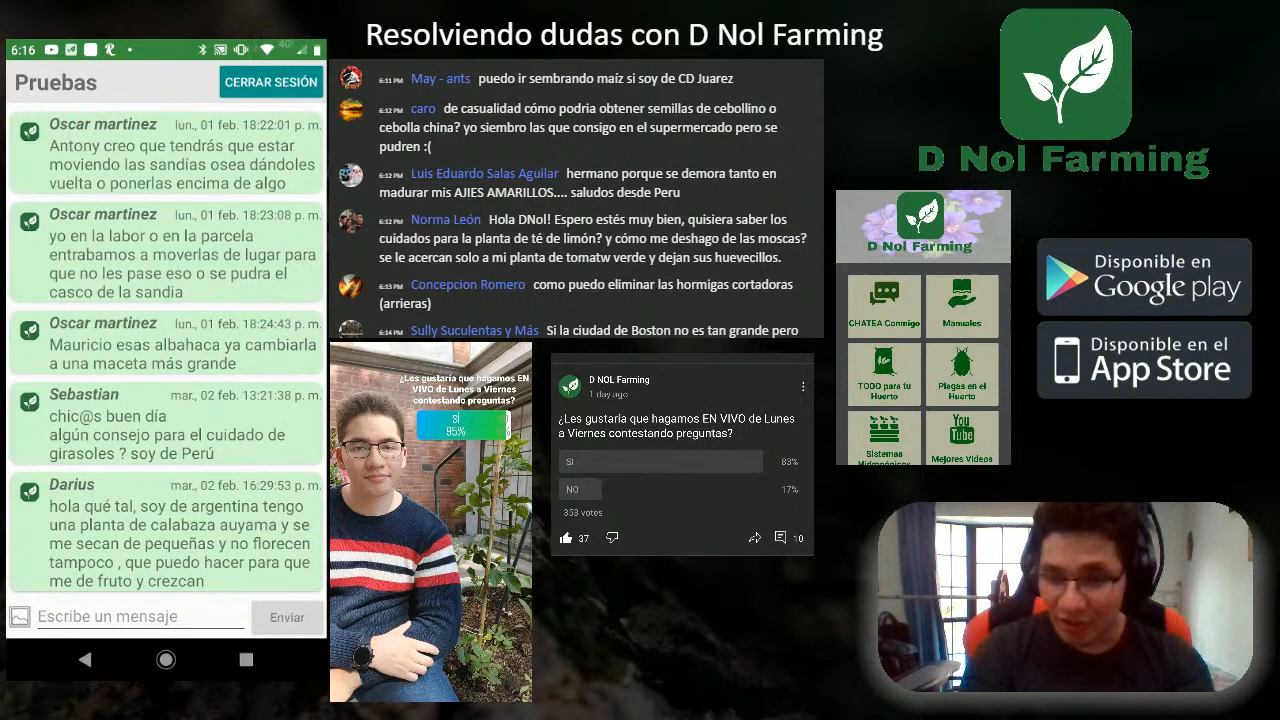 Resolviendo dudas con D Nol Farming
6:16
4G
Pruebas
CERRAR SESIÓN
Oscar martinez lun., 01 feb. 18:22:01 p. m.
Antony creo que tendrás que estar
moviendo las sandías osea dándoles
vuelta o ponerlas encima de algo
Oscar martinez lun., 01 feb. 18:23:08 p. m.
yo en la labor o en la parcela
entrabamos a moverlas de lugar para
que no les pase eso o se pudra el
casco de la sandia
Oscar martinez lun., 01 feb. 18:24:43 p. m.
Mauricio esas albahaca ya cambiarla
a una maceta más grande
Sebastian mar., 02 feb. 13:21:38 p. m.
chic@s buen día
algún consejo para el cuidado de
girasoles ? soy de Perú
Darius mar., 02 feb. 16:29:53 p. m.
hola qué tal, soy de argentina tengo
una planta de calabaza auyama y se
me secan de pequeñas y no florecen
tampoco , que puedo hacer para que
me de fruto y crezcan
Escribe un mensaje
Enviar
6:11 PM May - ants puedo ir sembrando maíz si soy de CD Juarez
6:12 PM caro de casualidad cómo podria obtener semillas de cebollino o
cebolla china? yo siembro las que consigo en el supermercado pero se
pudren :(
6:12 PM Luis Eduardo Salas Aguilar hermano porque se demora tanto en
madurar mis AJIES AMARILLOS.... saludos desde Peru
6:12 PM Norma León Hola DNol! Espero estés muy bien, quisiera saber los
cuidados para la planta de té de limón? y cómo me deshago de las moscas?
se le acercan solo a mi planta de tomatw verde y dejan sus huevecillos.
6:13 PM Concepcion Romero como puedo eliminar las hormigas cortadoras
(arrieras)
6:14 PM Sully Suculentas y Más Si la ciudad de Boston no es tan grande pero
¿Les gustaría que hagamos EN
VIVO de Lunes a Viernes
contestando preguntas?
SÍ
95%
D NOL Farming
1 day ago
¿Les gustaría que hagamos EN VIVO de Lunes
a Viernes contestando preguntas?
SI 83%
NO 17%
353 votes
37
10
D Nol Farming
D Nol Farming
CHATEA Conmigo
Manuales
TODO para tu
Huerto
Plagas en el
Huerto
Sistemas
Hidropónicos
You
Tube
Mejores Videos
Disponible en
Google play
Disponible en el
App Store